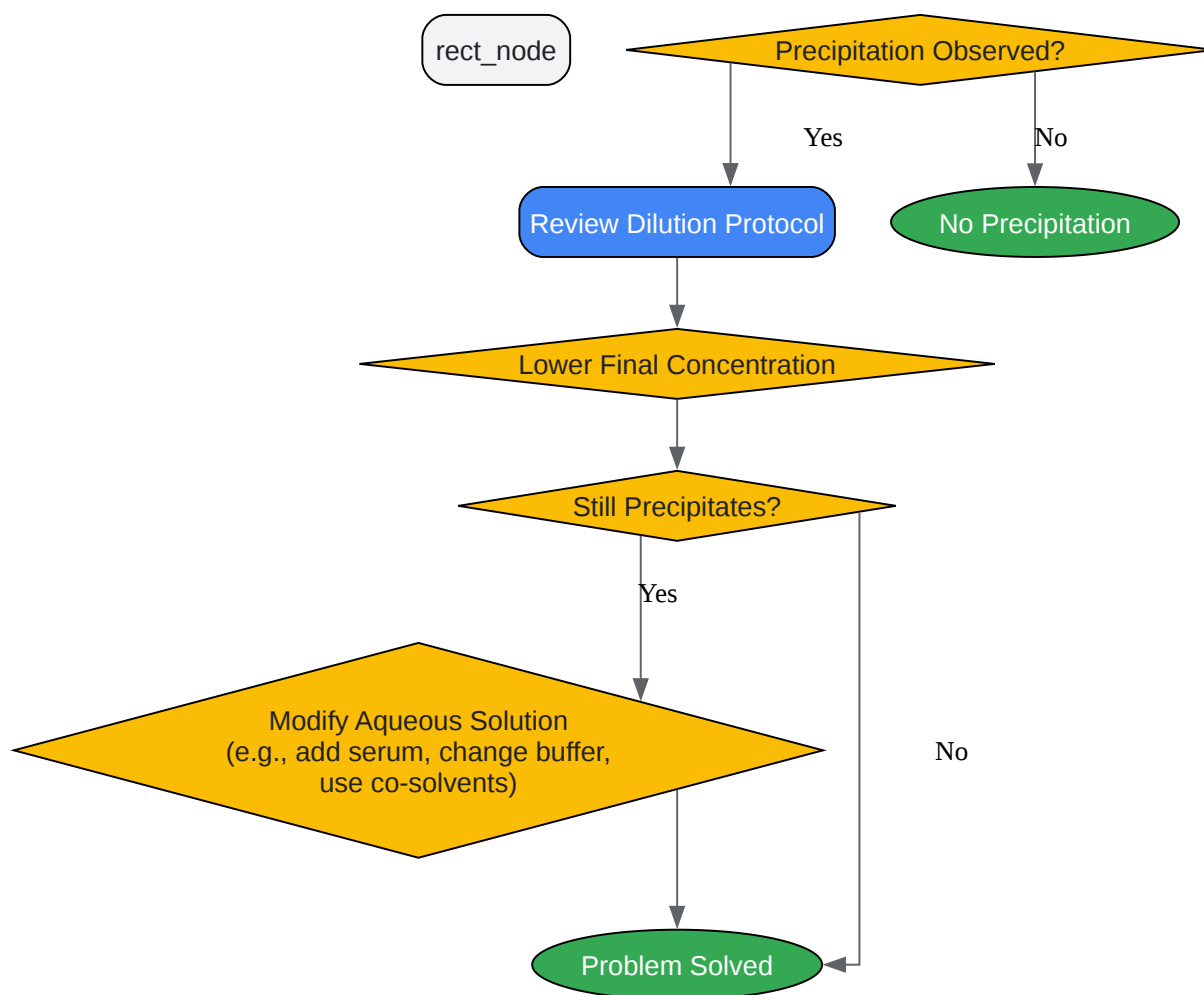 rect_node
Precipitation Observed?
Yes
No
Review Dilution Protocol
No Precipitation
Lower Final Concentration
Still Precipitates?
Yes
Modify Aqueous Solution
(e.g., add serum, change buffer,
use co-solvents)
No
Problem Solved